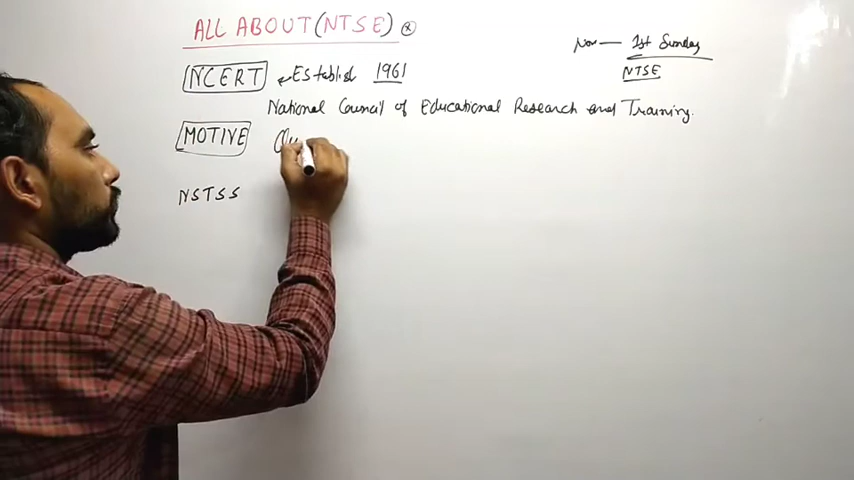 ALL ABOUT (NTSE)
Nov — 1st Sunday
NTSE
NCERT Establish 1961
National Council of Educational Research and Training.
MOTIVE Qu
NSTSS